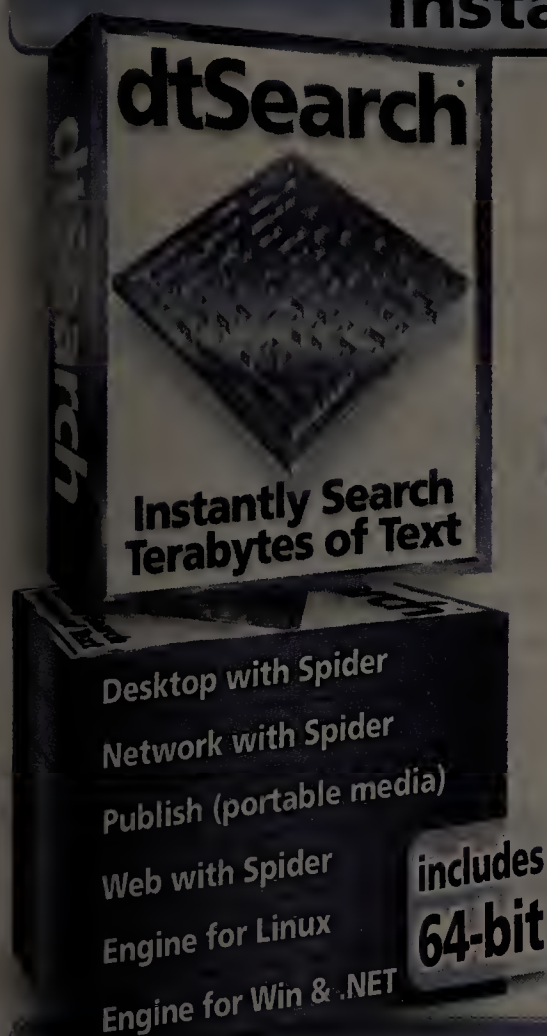 dtSearch
dtSearch
Instantly Search
Terabytes of Text
Desktop with Spider
Network with Spider
Publish (portable media)
Web with Spider
Engine for Linux
Engine for Win & .NET
includes
64-bit